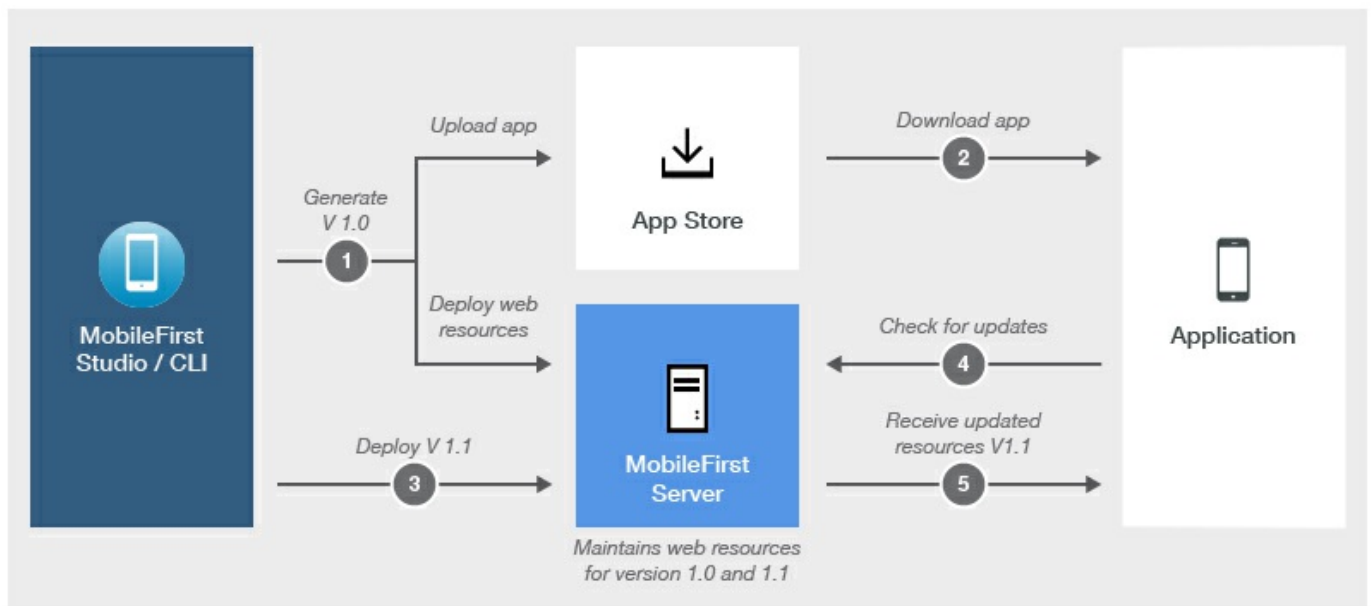 Upload app
Download app
2
App Store
Generate
V 1.0
1
Deploy web
resources
MobileFirst
Studio / CLI
Check for updates
4
Application
MobileFirst
Server
Deploy V 1.1
3
Receive updated
resources V1.1
5
Maintains web resources
for version 1.0 and 1.1